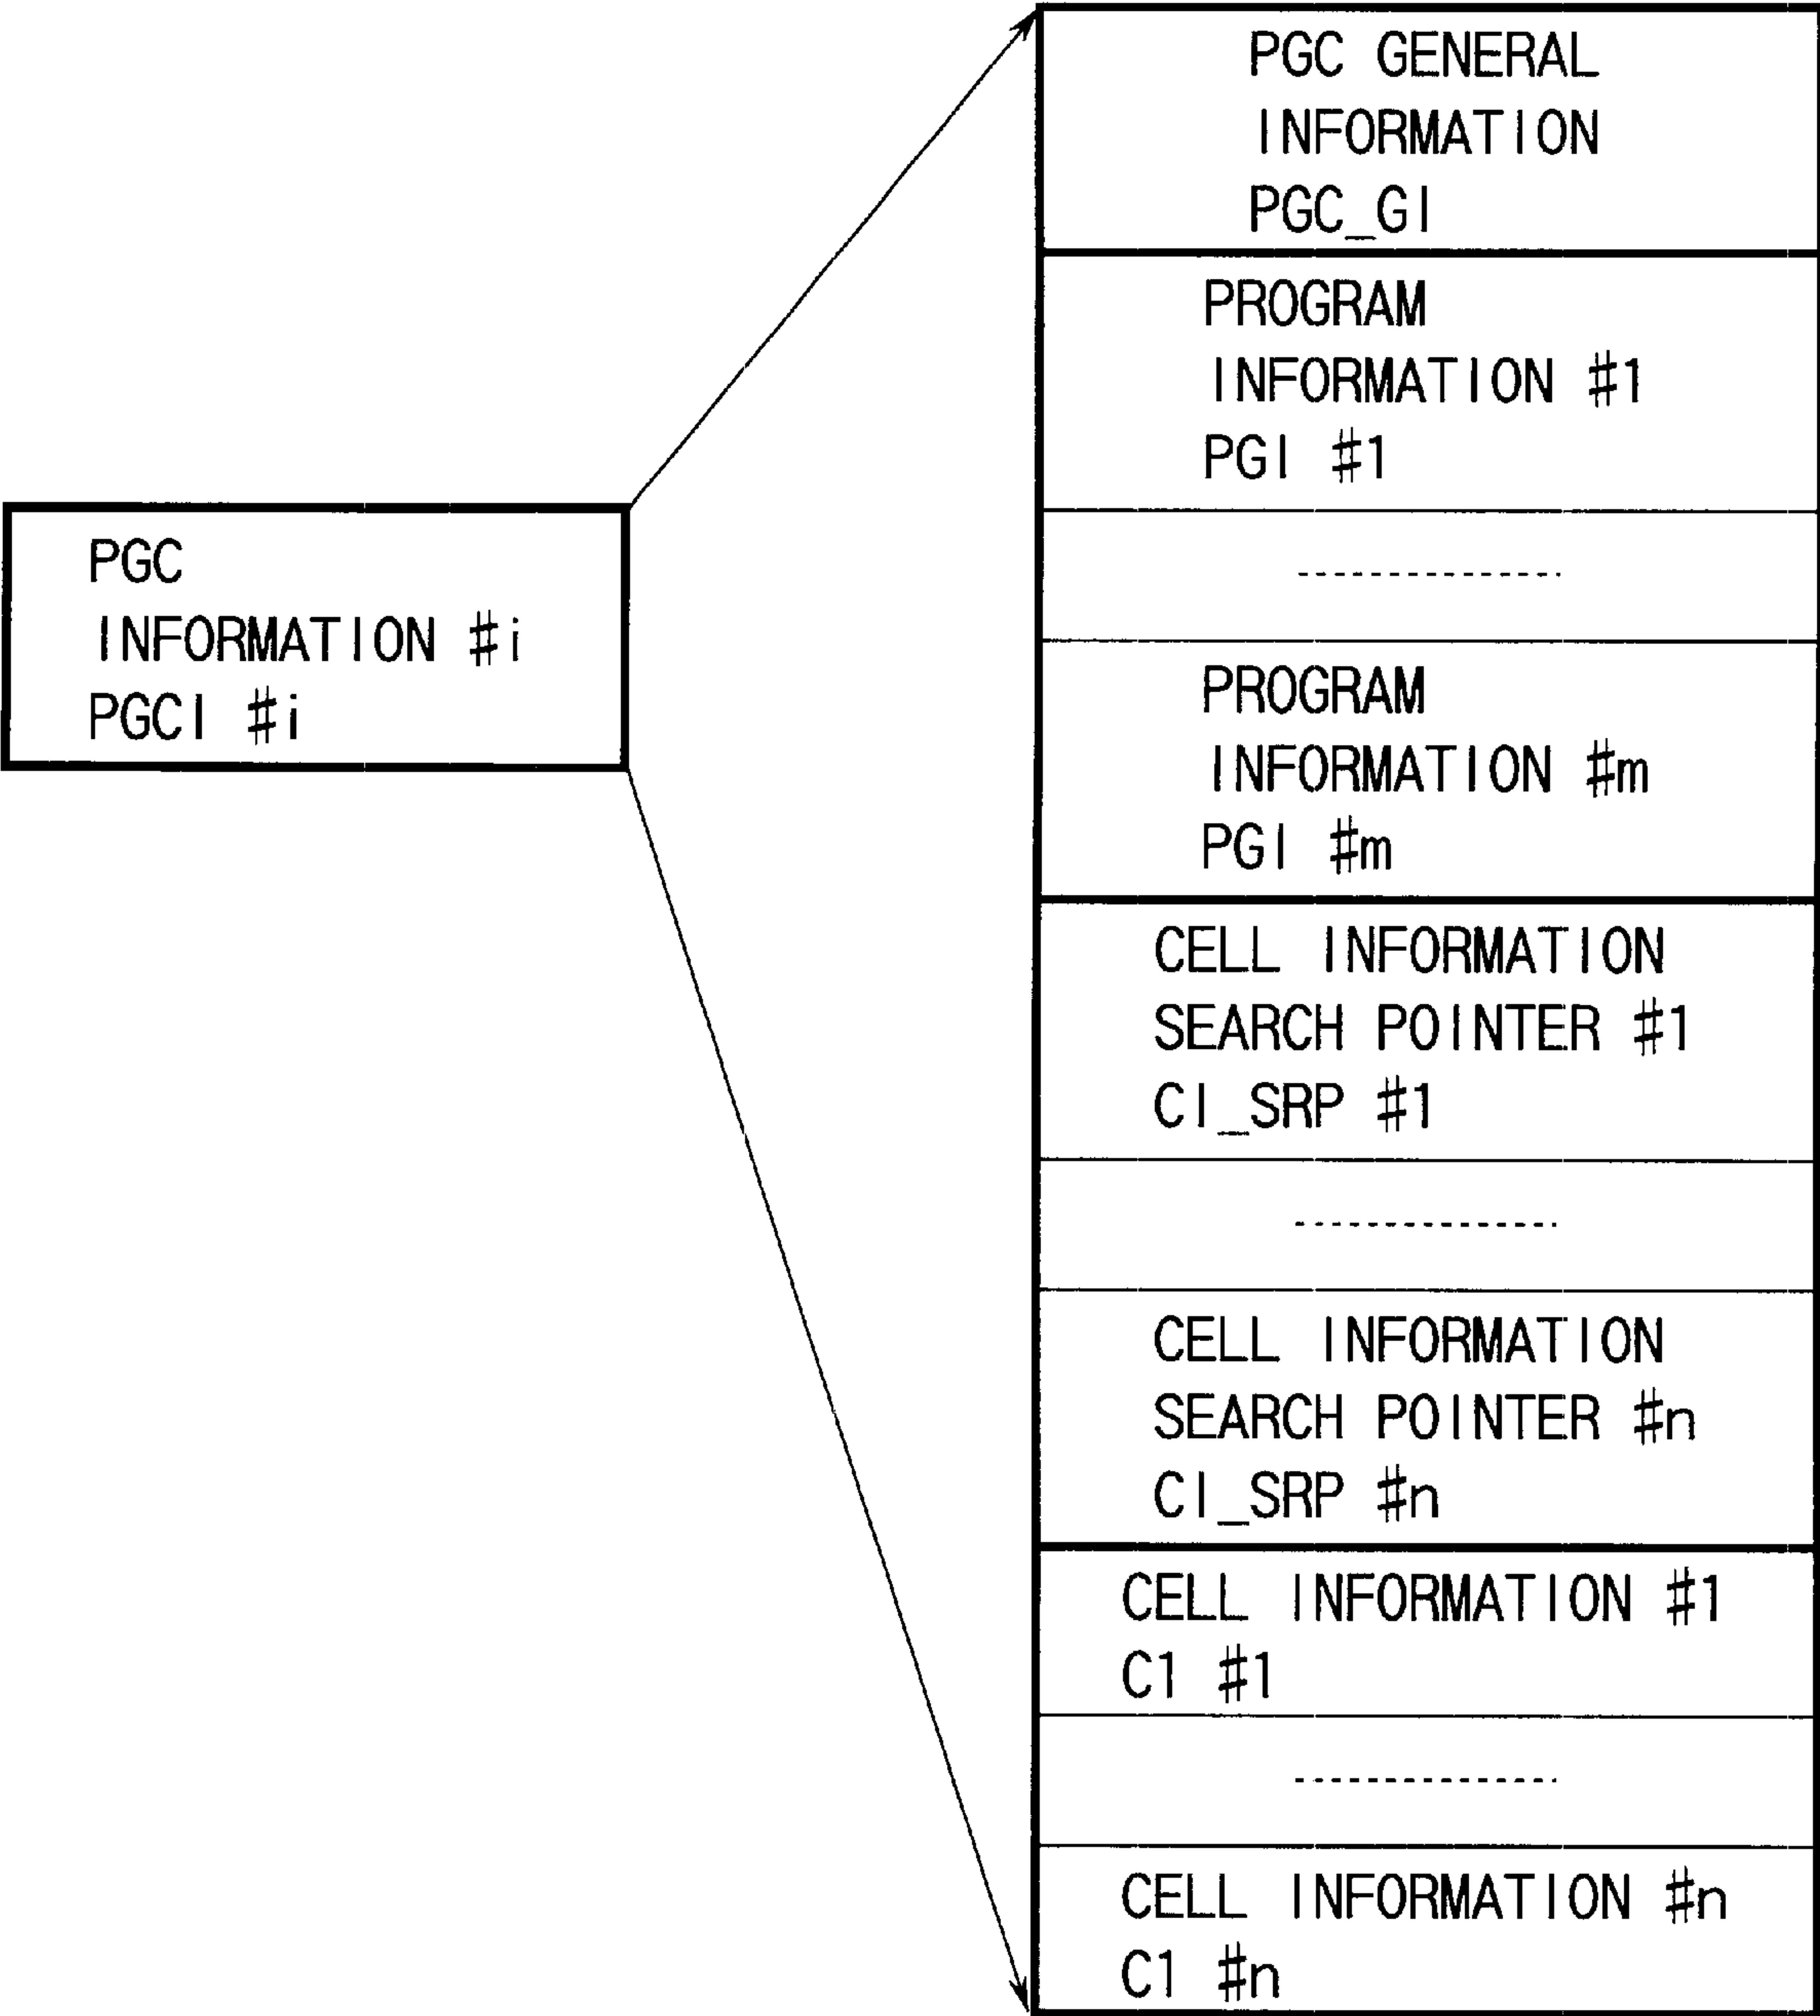 PGC
INFORMATION #i
PGCI #i
PGC GENERAL
INFORMATION
PGC_GI
PROGRAM
INFORMATION #1
PGI #1
PROGRAM
INFORMATION #m
PGI #m
CELL INFORMATION
SEARCH POINTER #1
CI_SRP #1
CELL INFORMATION
SEARCH POINTER #n
CI_SRP #n
CELL INFORMATION #1
C1 #1
CELL INFORMATION #n
C1 #n